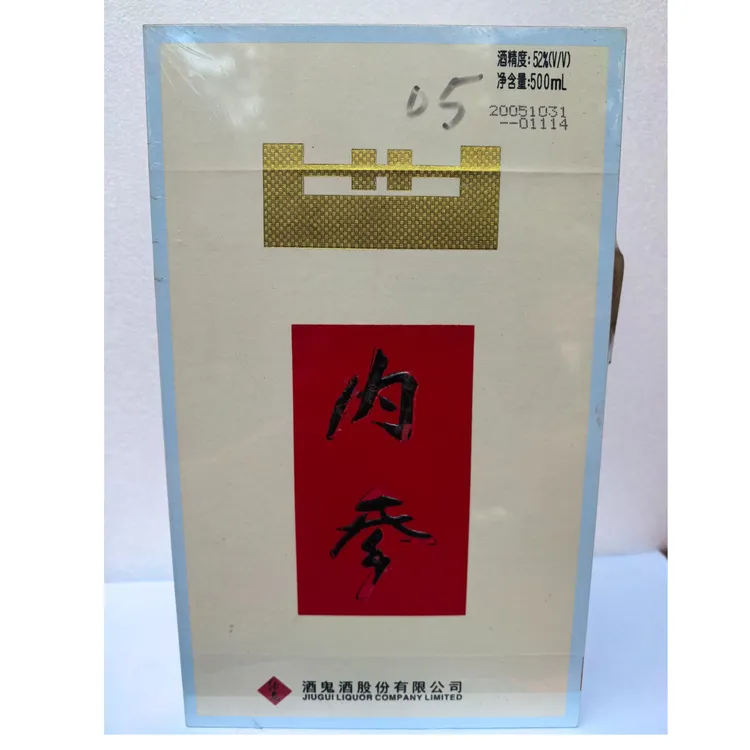 酒精度: 52%(V/V)
净含量:500mL
05
20051031
--01114
内
参
酒鬼酒股份有限公司
JIUGUI LIQUOR COMPANY LIMITED